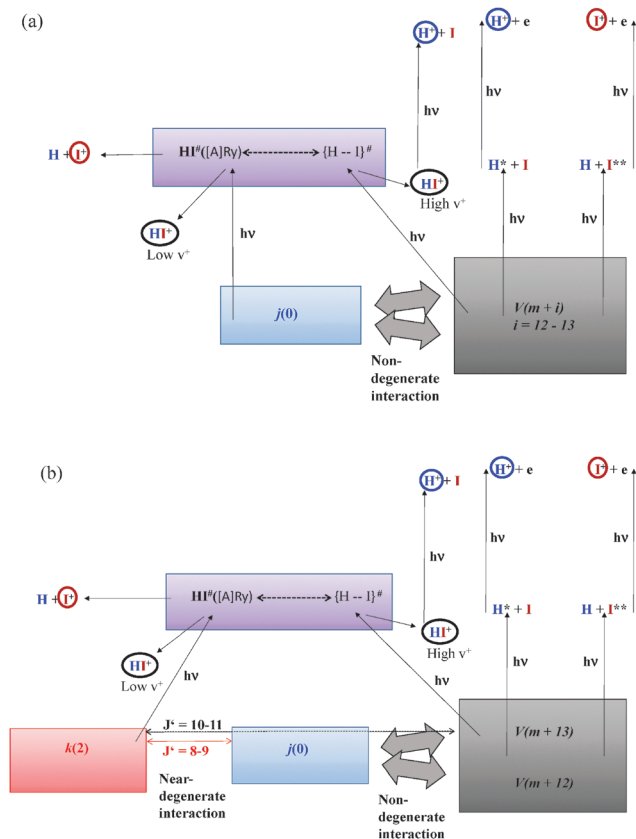 (a)
H⁺ + e
I⁺ + e
H⁺ + I
hν
hν
hν
H + I⁺
HI#([A]Ry)
{H -- I}#
H* + I
H + I**
HI⁺
High v⁺
HI⁺
Low v⁺
hν
hν
hν
hν
j(0)
V(m + i)
i = 12 - 13
Non-
degenerate
interaction
(b)
H⁺ + I
H⁺ + e
I⁺ + e
hν
hν
hν
H + I⁺
HI#([A]Ry)
{H -- I}#
H* + I
H + I**
HI⁺
High v⁺
HI⁺
Low v⁺
hν
hν
hν
hν
J‘ = 10-11
k(2)
J‘ = 8-9
j(0)
V(m + 13)
V(m + 12)
Near-
degenerate
interaction
Non-
degenerate
interaction